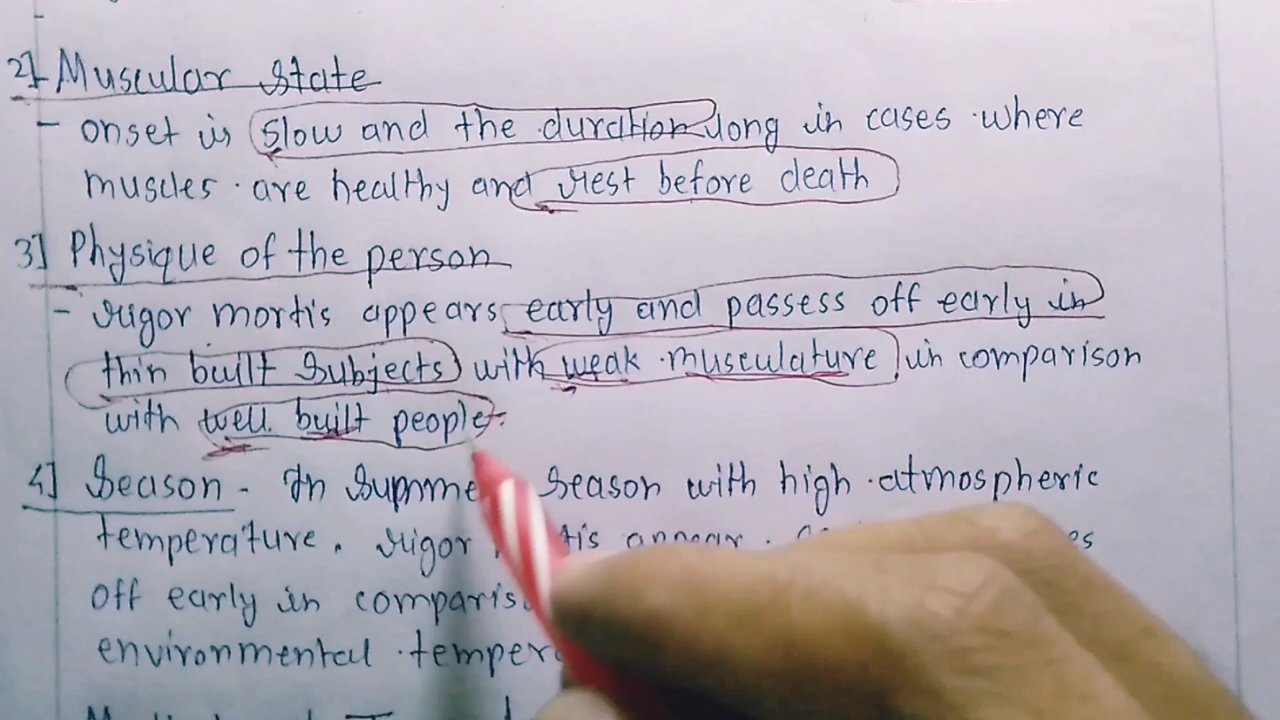 2] Muscular State
- onset is slow and the duration long in cases where
muscles are healthy and rest before death
3] Physique of the person
- rigor mortis appears early and passess off early in
thin built subjects with weak musculature in comparison
with well built people.
4] Season - In Summer Season with high atmospheric
temperature. rigor appear.
off early in
environmental